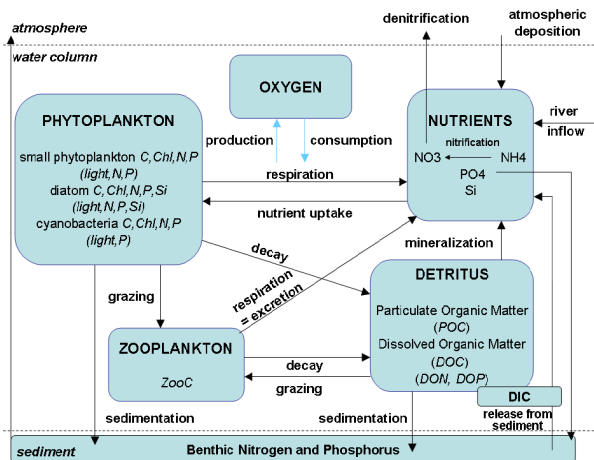 denitrification
atmospheric
deposition
atmosphere
water column
OXYGEN
PHYTOPLANKTON
small phytoplankton C,Chl,N,P
(light,N,P)
diatom C,Chl,N,P,Si
(light,N,P,Si)
cyanobacteria C,Chl,N,P
(light,P)
production
consumption
respiration
nutrient uptake
NUTRIENTS
nitrification
NO3
NH4
PO4
Si
river
inflow
decay
respiration
= excretion
mineralization
grazing
DETRITUS
Particulate Organic Matter
(POC)
Dissolved Organic Matter
(DOC)
(DON, DOP)
ZOOPLANKTON
ZooC
decay
grazing
DIC
release from
sediment
sedimentation
sedimentation
sediment
Benthic Nitrogen and Phosphorus